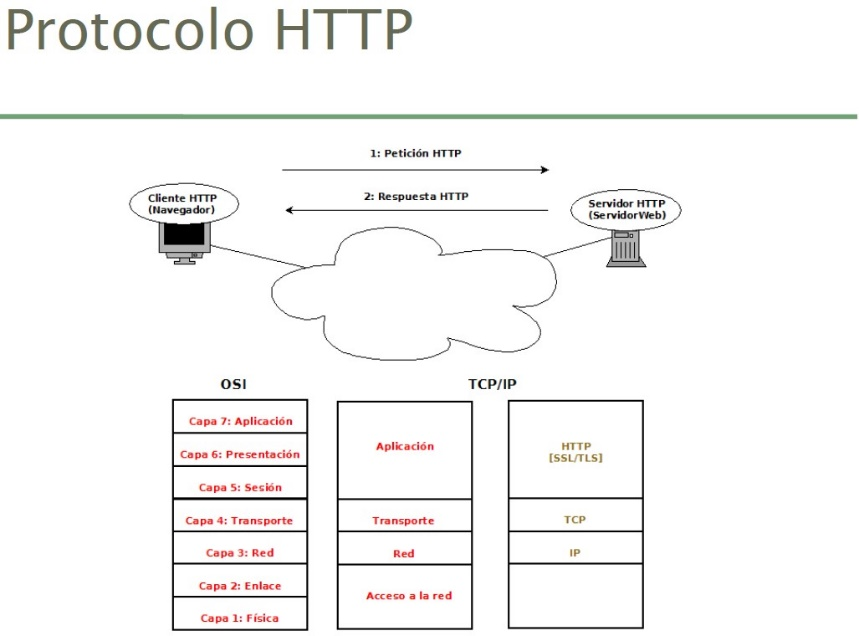 Protocolo HTTP
1: Petición HTTP
2: Respuesta HTTP
Cliente HTTP
(Navegador)
Servidor HTTP
(ServidorWeb)
OSI
TCP/IP
Capa 7: Aplicación
Capa 6: Presentación
Capa 5: Sesión
Capa 4: Transporte
Capa 3: Red
Capa 2: Enlace
Capa 1: Física
Aplicación
Transporte
Red
Acceso a la red
HTTP
[SSL/TLS]
TCP
IP